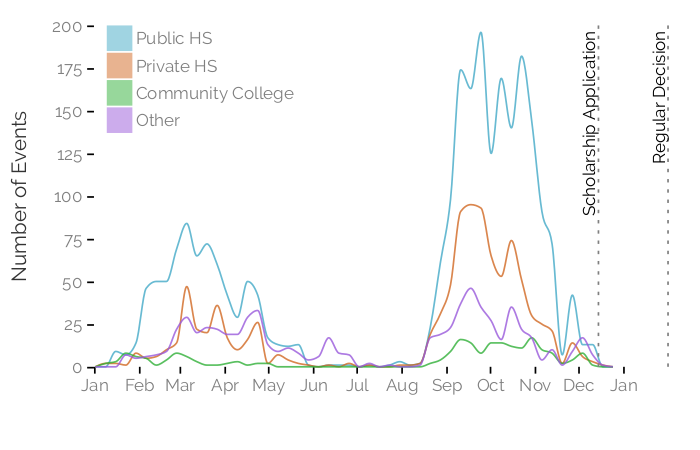 200
175
150
125
100
75
50
25
0
Number of Events
Public HS
Private HS
Community College
Other
Scholarship Application
Regular Decision
Jan Feb Mar Apr May Jun Jul Aug Sep Oct Nov Dec Jan